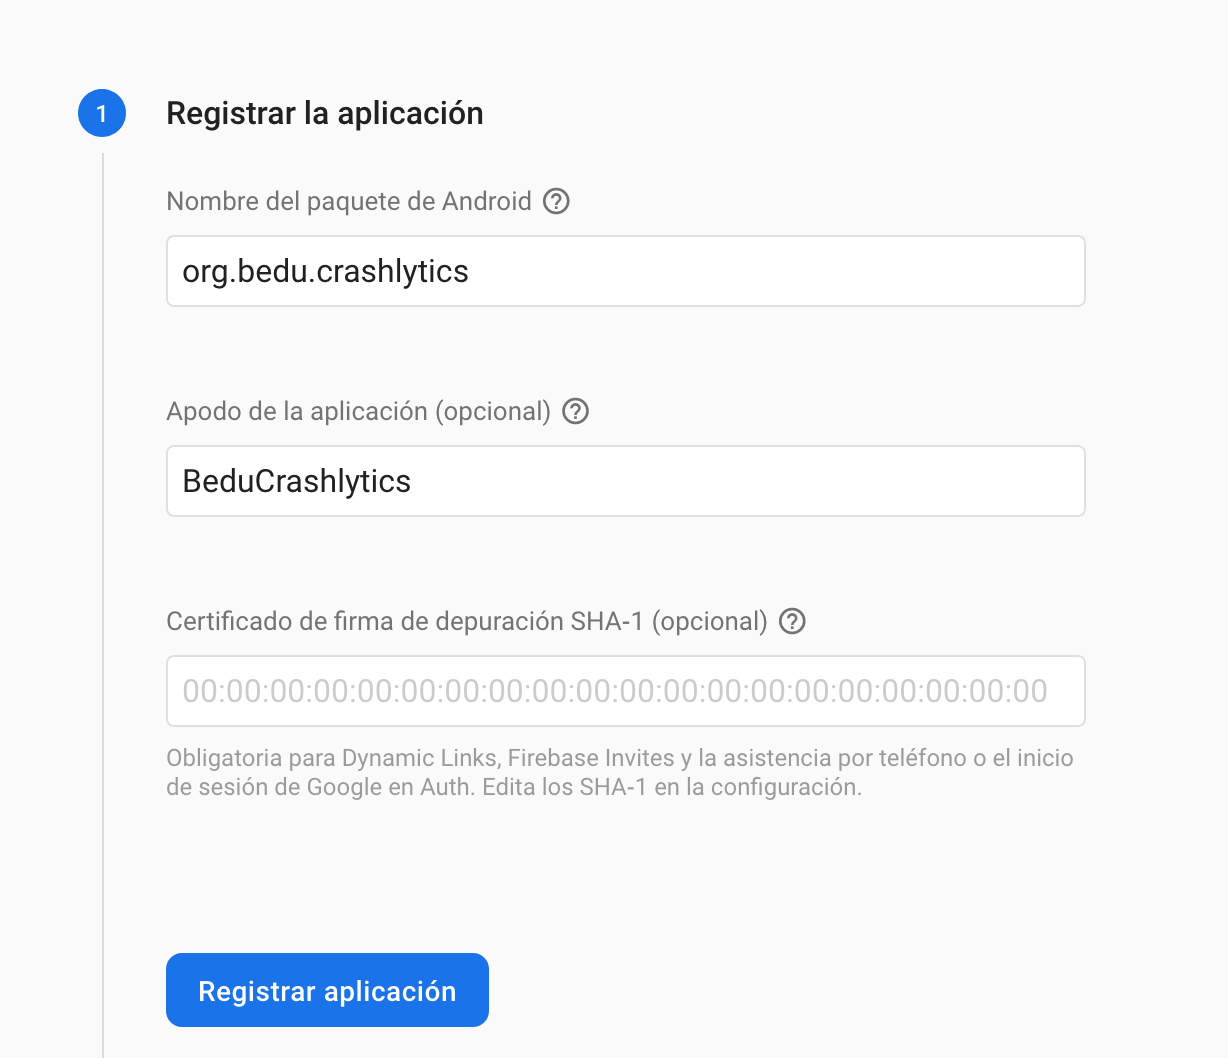 1
Registrar la aplicación
Nombre del paquete de Android ?
org.bedu.crashlytics
Apodo de la aplicación (opcional) ?
BeduCrashlytics
Certificado de firma de depuración SHA-1 (opcional) ?
00:00:00:00:00:00:00:00:00:00:00:00:00:00:00:00:00:00:00:00
Obligatoria para Dynamic Links, Firebase Invites y la asistencia por teléfono o el inicio
de sesión de Google en Auth. Edita los SHA-1 en la configuración.
Registrar aplicación